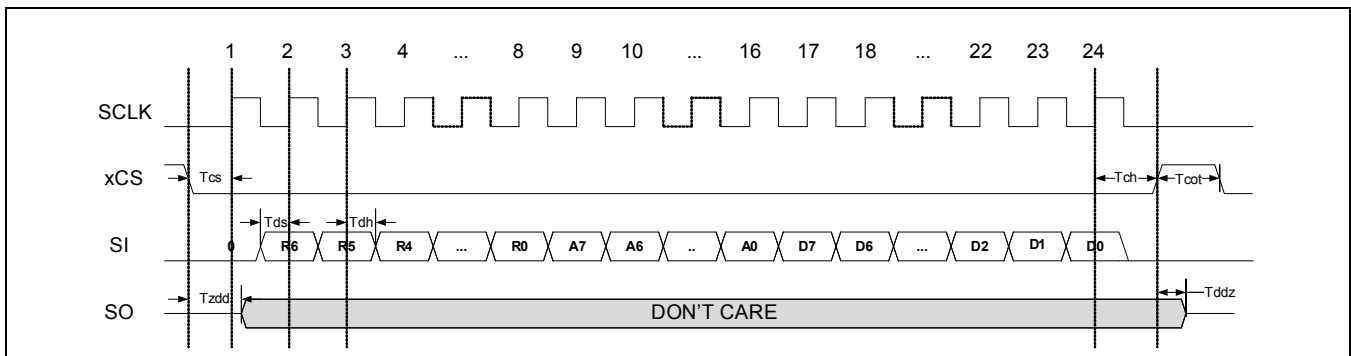 1 2 3 4 ... 8 9 10 ... 16 17 18 ... 22 23 24
SCLK
xCS Tcs Tch Tcot
Tds Tdh
SI 0 R6 R5 R4 ... R0 A7 A6 .. A0 D7 D6 ... D2 D1 D0
Tzdd Tddz
SO DON'T CARE